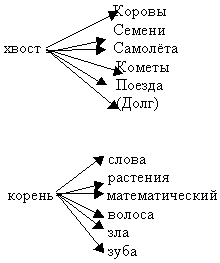 Коровы
Семени
хвост
Самолёта
Кометы
Поезда
(Долг)
слова
растения
корень
математический
волоса
зла
зуба